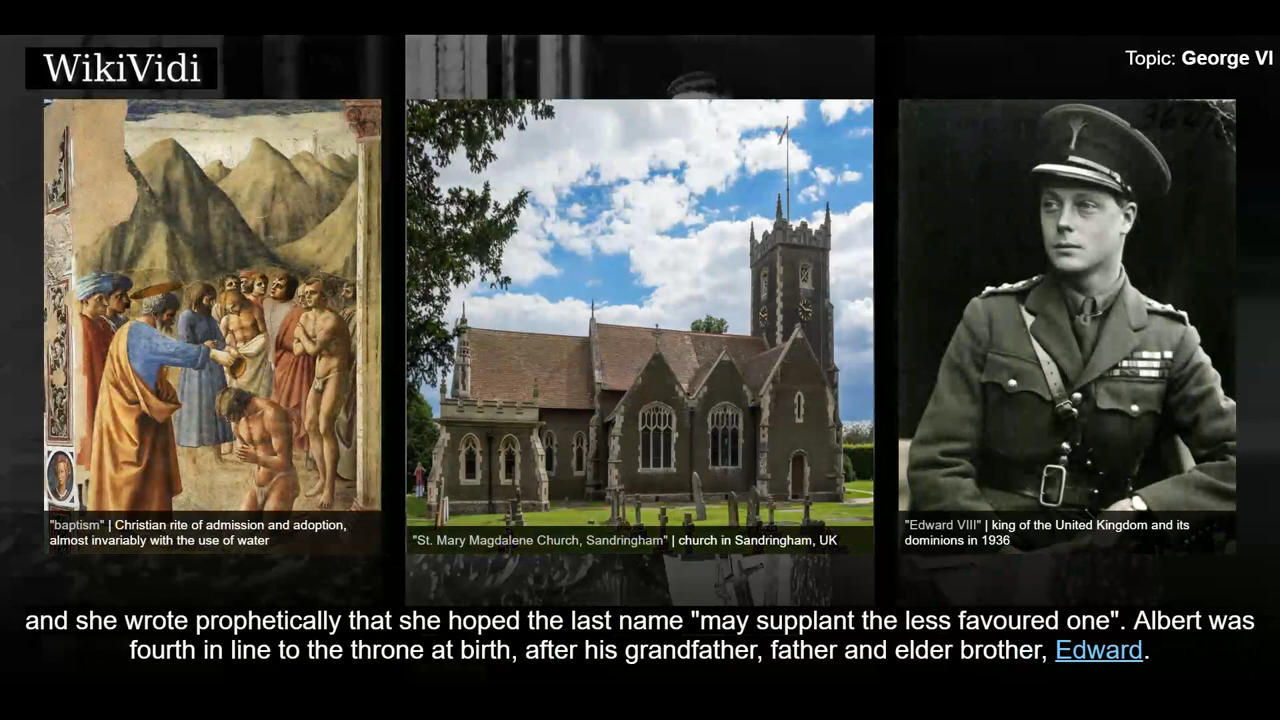 WikiVidi
Topic: George VI
"baptism" | Christian rite of admission and adoption,
almost invariably with the use of water
"St. Mary Magdalene Church, Sandringham" | church in Sandringham, UK
"Edward VIII" | king of the United Kingdom and its
dominions in 1936
and she wrote prophetically that she hoped the last name "may supplant the less favoured one". Albert was
fourth in line to the throne at birth, after his grandfather, father and elder brother, Edward.